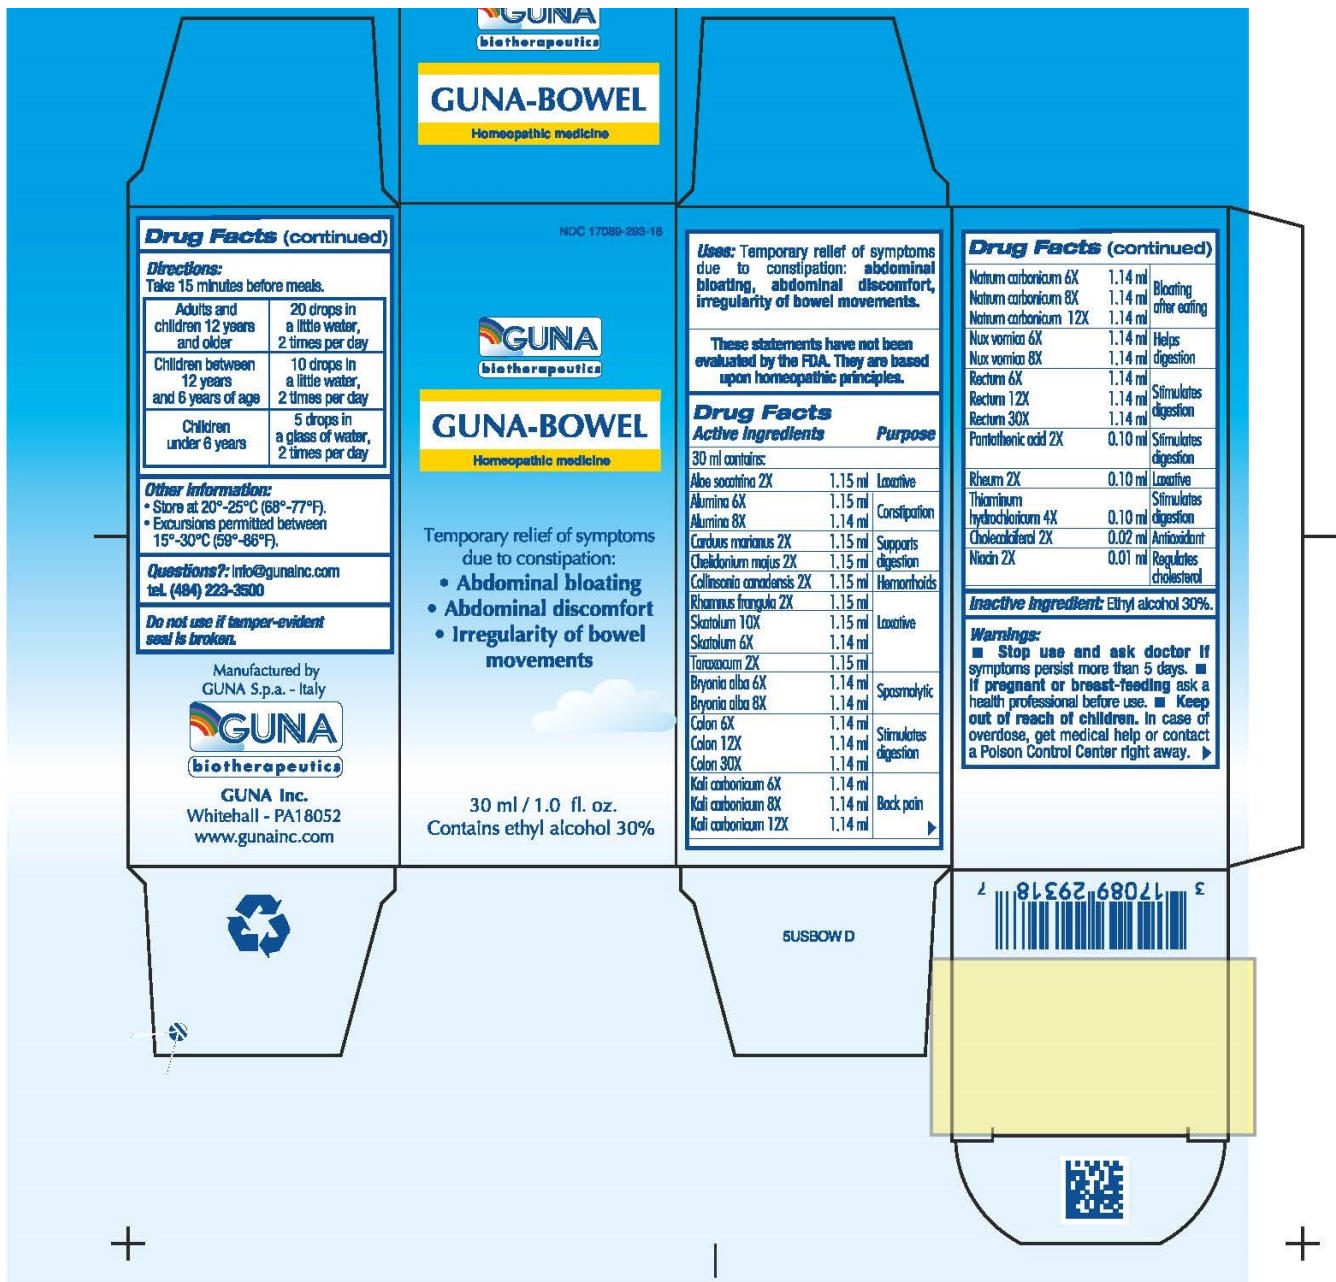 GUNA
biotherapeutics
GUNA-BOWEL
Homeopathic medicine
Drug Facts (continued)
Directions:
Take 15 minutes before meals.
Adults and
children 12 years
and older
20 drops in
a little water,
2 times per day
Children between
12 years
and 6 years of age
10 drops in
a little water,
2 times per day
Children
under 6 years
5 drops in
a glass of water,
2 times per day
Other information:
• Store at 20°-25°C (68°-77°F).
• Excursions permitted between
15°-30°C (59°-86°F).
Questions?: info@gunainc.com
tel. (484) 223-3500
Do not use if tamper-evident
seal is broken.
Manufactured by
GUNA S.p.a. - Italy
GUNA
biotherapeutics
GUNA Inc.
Whitehall - PA18052
www.gunainc.com
NDC 17089-293-18
GUNA
biotherapeutics
GUNA-BOWEL
Homeopathic medicine
Temporary relief of symptoms
due to constipation:
• Abdominal bloating
• Abdominal discomfort
• Irregularity of bowel
movements
30 ml / 1.0 fl. oz.
Contains ethyl alcohol 30%
Uses: Temporary relief of symptoms
due to constipation: abdominal
bloating, abdominal discomfort,
irregularity of bowel movements.
These statements have not been
evaluated by the FDA. They are based
upon homeopathic principles.
Drug Facts
Active ingredients Purpose
30 ml contains:
Aloe socotrina 2X 1.15 ml Laxative
Alumina 6X 1.15 ml
Alumina 8X 1.14 ml
Constipation
Carduus marianus 2X 1.15 ml Supports
Chelidonium majus 2X 1.15 ml digestion
Collinsonia canadensis 2X 1.15 ml Hemorrhoids
Rhamnus frangula 2X 1.15 ml
Skatolum 10X 1.15 ml Laxative
Skatolum 6X 1.14 ml
Taraxacum 2X 1.15 ml
Bryonia alba 6X 1.14 ml
Bryonia alba 8X 1.14 ml
Spasmolytic
Colon 6X 1.14 ml
Colon 12X 1.14 ml
Colon 30X 1.14 ml
Stimulates
digestion
Kali carbonicum 6X 1.14 ml
Kali carbonicum 8X 1.14 ml Back pain
Kali carbonicum 12X 1.14 ml
Drug Facts (continued)
Natrum carbonicum 6X 1.14 ml
Natrum carbonicum 8X 1.14 ml
Natrum carbonicum 12X 1.14 ml
Bloating
after eating
Nux vomica 6X 1.14 ml Helps
Nux vomica 8X 1.14 ml digestion
Rectum 6X 1.14 ml
Rectum 12X 1.14 ml
Rectum 30X 1.14 ml
Stimulates
digestion
Pantothenic acid 2X 0.10 ml Stimulates
digestion
Rheum 2X 0.10 ml Laxative
Thiaminum Stimulates
hydrochloricum 4X 0.10 ml digestion
Cholecalciferol 2X 0.02 ml Antioxidant
Niacin 2X 0.01 ml Regulates
cholesterol
Inactive ingredient: Ethyl alcohol 30%.
Warnings:
■ Stop use and ask doctor if
symptoms persist more than 5 days. ■
If pregnant or breast-feeding ask a
health professional before use. ■ Keep
out of reach of children. In case of
overdose, get medical help or contact
a Poison Control Center right away.
3 17089 29318 7
5USBOW D